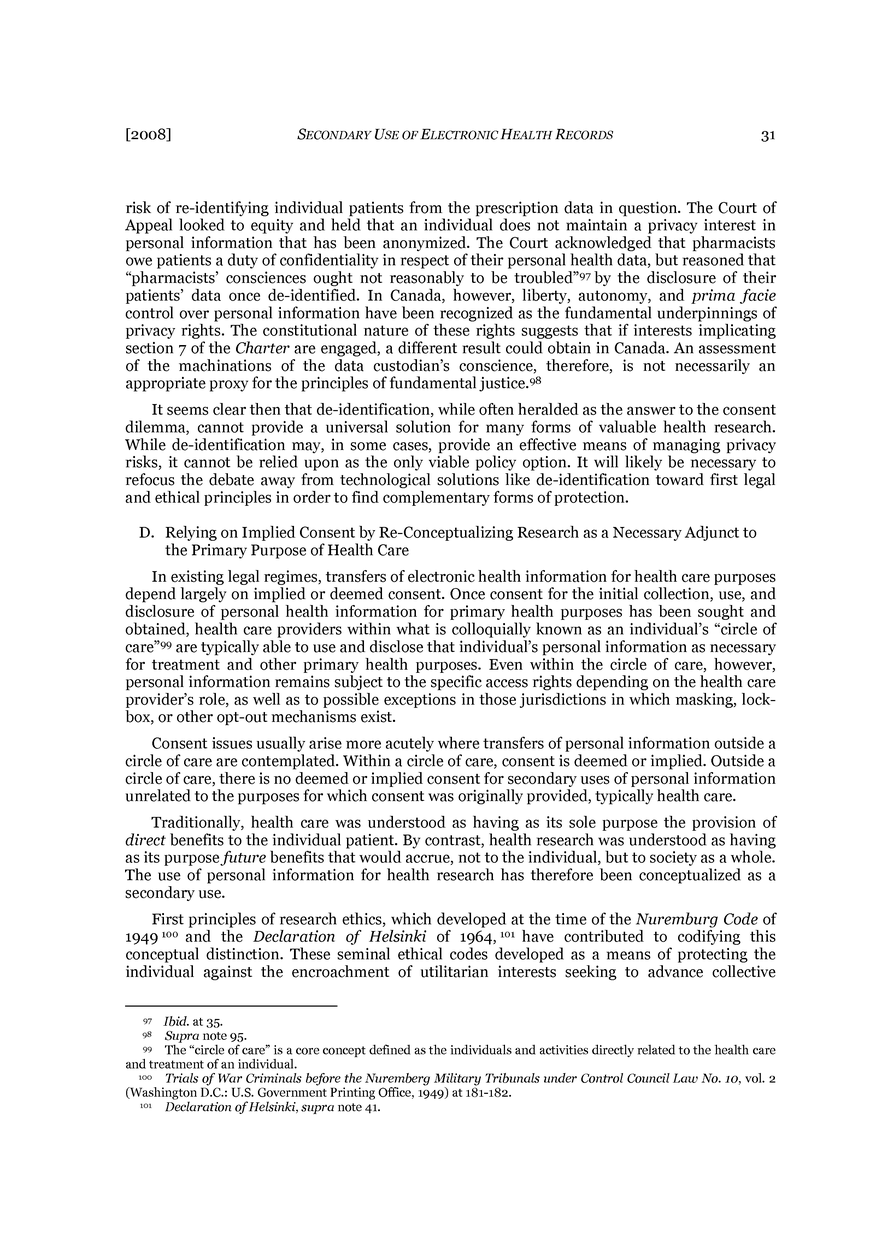 [2008] SECONDARY USE OF ELECTRONIC HEALTH RECORDS 31
risk of re-identifying individual patients from the prescription data in question. The Court of
Appeal looked to equity and held that an individual does not maintain a privacy interest in
personal information that has been anonymized. The Court acknowledged that pharmacists
owe patients a duty of confidentiality in respect of their personal health data, but reasoned that
“pharmacists’ consciences ought not reasonably to be troubled”97 by the disclosure of their
patients’ data once de-identified. In Canada, however, liberty, autonomy, and prima facie
control over personal information have been recognized as the fundamental underpinnings of
privacy rights. The constitutional nature of these rights suggests that if interests implicating
section 7 of the Charter are engaged, a different result could obtain in Canada. An assessment
of the machinations of the data custodian’s conscience, therefore, is not necessarily an
appropriate proxy for the principles of fundamental justice.98
It seems clear then that de-identification, while often heralded as the answer to the consent
dilemma, cannot provide a universal solution for many forms of valuable health research.
While de-identification may, in some cases, provide an effective means of managing privacy
risks, it cannot be relied upon as the only viable policy option. It will likely be necessary to
refocus the debate away from technological solutions like de-identification toward first legal
and ethical principles in order to find complementary forms of protection.
D. Relying on Implied Consent by Re-Conceptualizing Research as a Necessary Adjunct to
the Primary Purpose of Health Care
In existing legal regimes, transfers of electronic health information for health care purposes
depend largely on implied or deemed consent. Once consent for the initial collection, use, and
disclosure of personal health information for primary health purposes has been sought and
obtained, health care providers within what is colloquially known as an individual’s “circle of
care”99 are typically able to use and disclose that individual’s personal information as necessary
for treatment and other primary health purposes. Even within the circle of care, however,
personal information remains subject to the specific access rights depending on the health care
provider’s role, as well as to possible exceptions in those jurisdictions in which masking, lock-
box, or other opt-out mechanisms exist.
Consent issues usually arise more acutely where transfers of personal information outside a
circle of care are contemplated. Within a circle of care, consent is deemed or implied. Outside a
circle of care, there is no deemed or implied consent for secondary uses of personal information
unrelated to the purposes for which consent was originally provided, typically health care.
Traditionally, health care was understood as having as its sole purpose the provision of
direct benefits to the individual patient. By contrast, health research was understood as having
as its purpose future benefits that would accrue, not to the individual, but to society as a whole.
The use of personal information for health research has therefore been conceptualized as a
secondary use.
First principles of research ethics, which developed at the time of the Nuremburg Code of
1949 100 and the Declaration of Helsinki of 1964, 101 have contributed to codifying this
conceptual distinction. These seminal ethical codes developed as a means of protecting the
individual against the encroachment of utilitarian interests seeking to advance collective
97 Ibid. at 35.
98 Supra note 95.
99 The “circle of care” is a core concept defined as the individuals and activities directly related to the health care
and treatment of an individual.
100 Trials of War Criminals before the Nuremberg Military Tribunals under Control Council Law No. 10, vol. 2
(Washington D.C.: U.S. Government Printing Office, 1949) at 181-182.
101 Declaration of Helsinki, supra note 41.